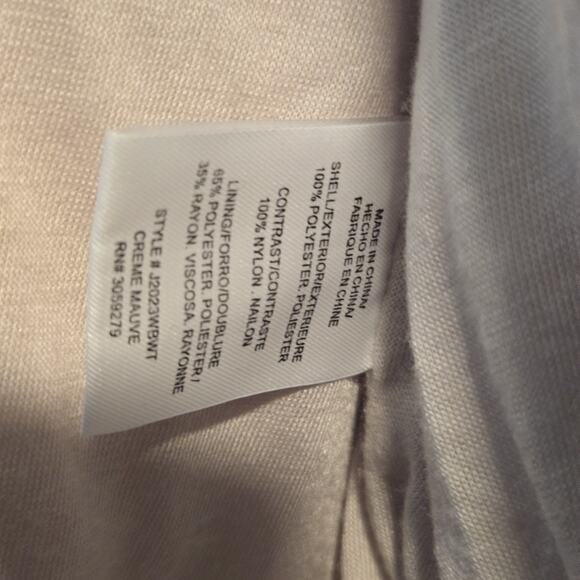 MADE IN CHINA/
HECHO EN CHINA/
FABRIQUE EN CHINE
SHELL/EXTERIOR/EXTERIEURE
100% POLYESTER. POLIESTER
CONTRAST/CONTRASTE
100% NYLON . NAILON
LINING/FORRO/DOUBLURE
65% POLYESTER. POLIESTER /
35% RAYON. VISCOSA. RAYONNE
STYLE # J2023WBWT
CREME MAUVE
RN# 3059279